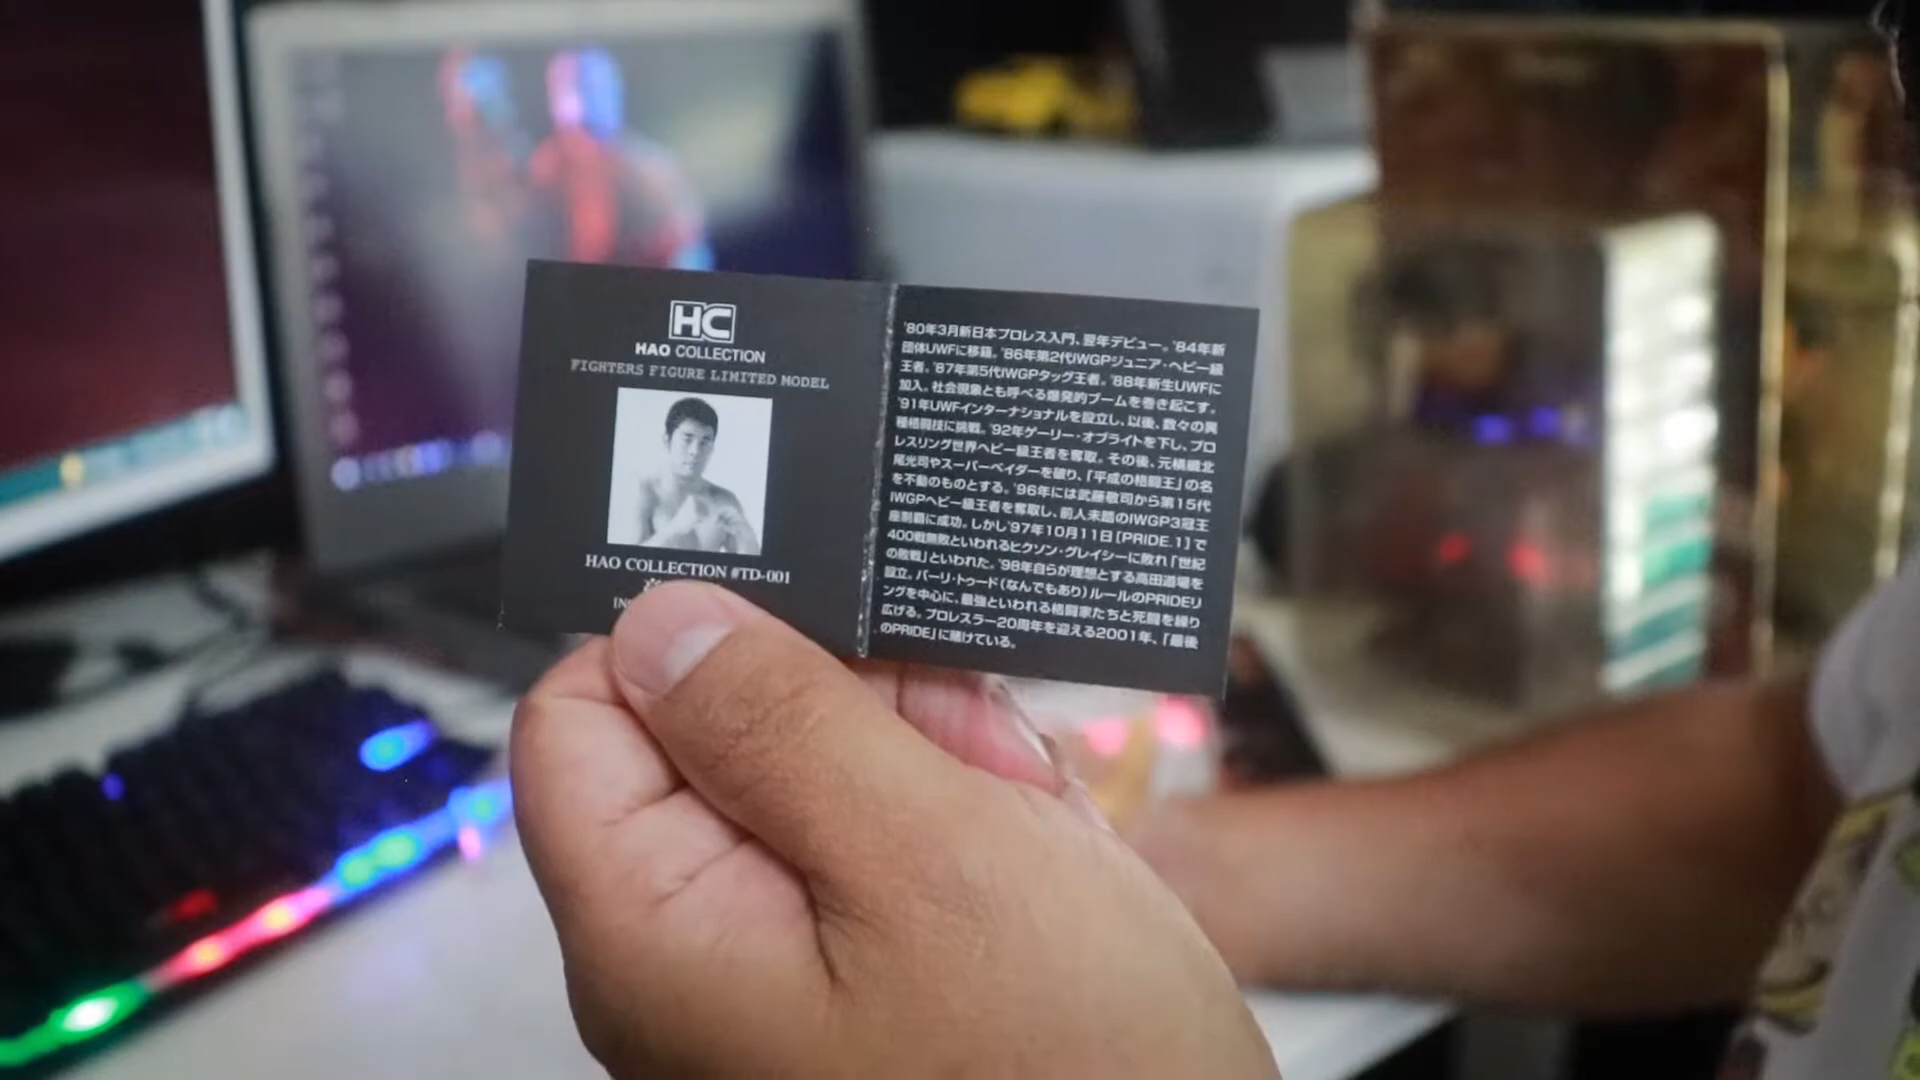 HC
HAO COLLECTION
FIGHTERS FIGURE LIMITED MODEL
HAO COLLECTION #TD-001
'80年3月新日本プロレス入門、翌年デビュー。'84年新
団体UWFに移籍。'86年第2代IWGPジュニア・ヘビー級
王者。'87年第5代IWGPタッグ王者。'88年新生UWFに
加入。社会現象とも呼べる爆発的ブームを巻き起こす。
'91年UWFインターナショナルを設立し、以後、数々の異
種格闘技に挑戦。'92年ゲーリー・オブライトを下し、プロ
レスリング世界ヘビー級王者を奪取。その後、元横綱北
尾光司やスーパーベイダーを破り、「平成の格闘王」の名
を不動のものとする。'96年には武藤敬司から第15代
IWGPヘビー級王者を奪取し、前人未踏のIWGP3冠王
座制覇に成功。しかし'97年10月11日[PRIDE.1]で
400戦無敗といわれるヒクソン・グレイシーに敗れ「世紀
の敗戦」といわれた。'98年自らが理想とする高田道場を
設立。バーリ・トゥード(なんでもあり)ルールのPRIDEリ
ングを中心に、最強といわれる格闘家たちと死闘を繰り
広げる。プロレスラー20周年を迎える2001年、「最後
のPRIDE」に賭けている。